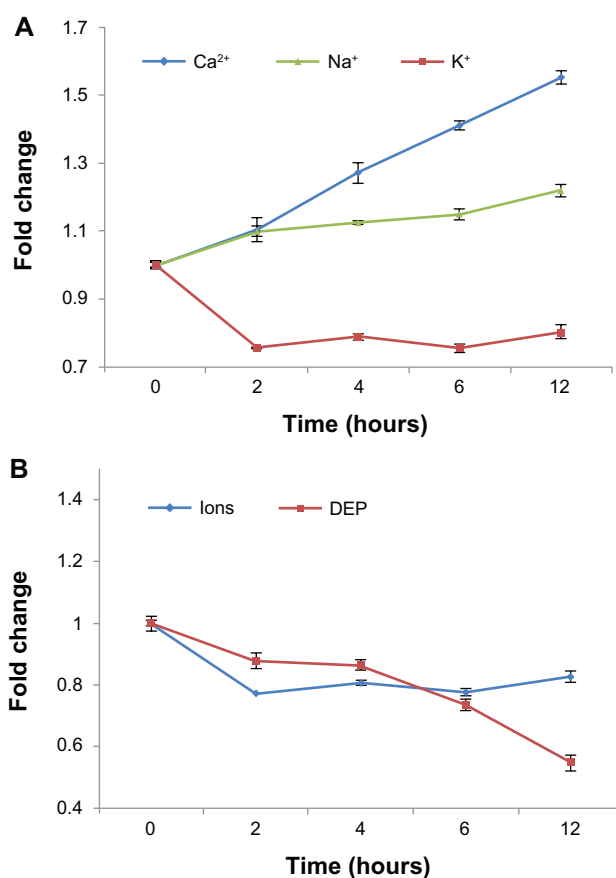 A
1.7
Ca²⁺ Na⁺ K⁺
1.5
1.3
1.1
0.9
0.7
Fold change
0 2 4 6 12
Time (hours)
B
1.4
Ions DEP
1.2
1
0.8
0.6
0.4
Fold change
0 2 4 6 12
Time (hours)